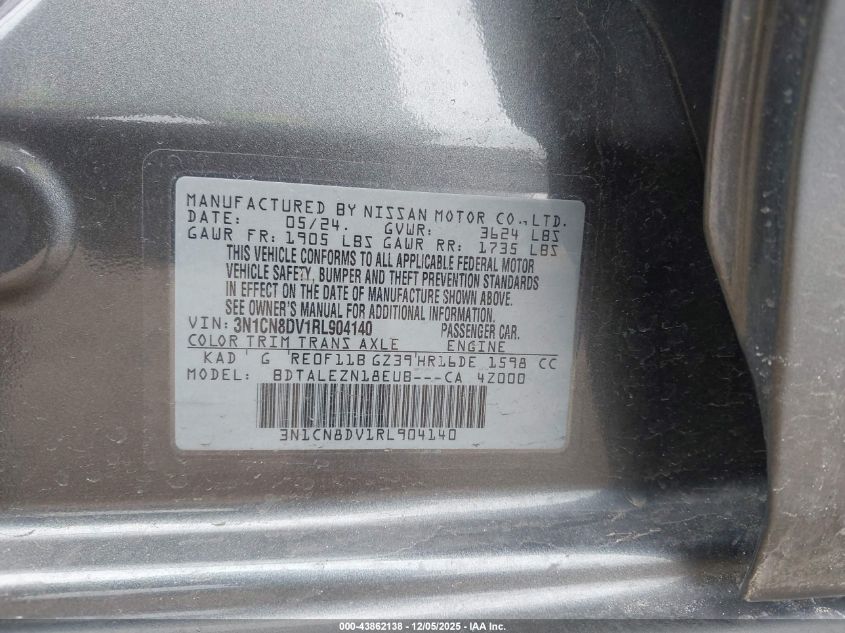 MANUFACTURED BY NISSAN MOTOR CO., LTD.
DATE: 05/24. GVWR: 3624 LBS
GAWR FR: 1905 LBS GAWR RR: 1735 LBS
THIS VEHICLE CONFORMS TO ALL APPLICABLE FEDERAL MOTOR
VEHICLE SAFETY, BUMPER AND THEFT PREVENTION STANDARDS
IN EFFECT ON THE DATE OF MANUFACTURE SHOWN ABOVE.
SEE OWNER'S MANUAL FOR ADDITIONAL INFORMATION.
VIN: 3N1CN8DV1RL904140 PASSENGER CAR.
COLOR TRIM TRANS AXLE ENGINE
KAD G RE0F11B GZ39 HR16DE 1598 CC
MODEL: BDTALEZN18EUB---CA 4Z000
3N1CN8DV1RL904140
000-43862138 - 12/05/2025 - IAA Inc.